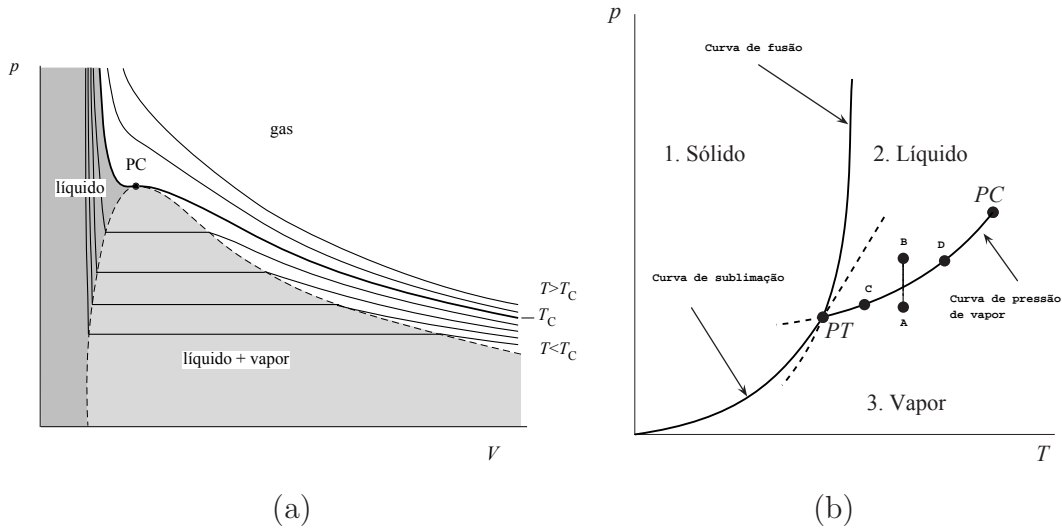 p
gas
PC
líquido
T>T_C
T_C
T<T_C
líquido + vapor
V
(a)
p
Curva de fusão
1. Sólido
2. Líquido
PC
B
D
Curva de sublimação
C
Curva de pressão
de vapor
A
PT
3. Vapor
T
(b)